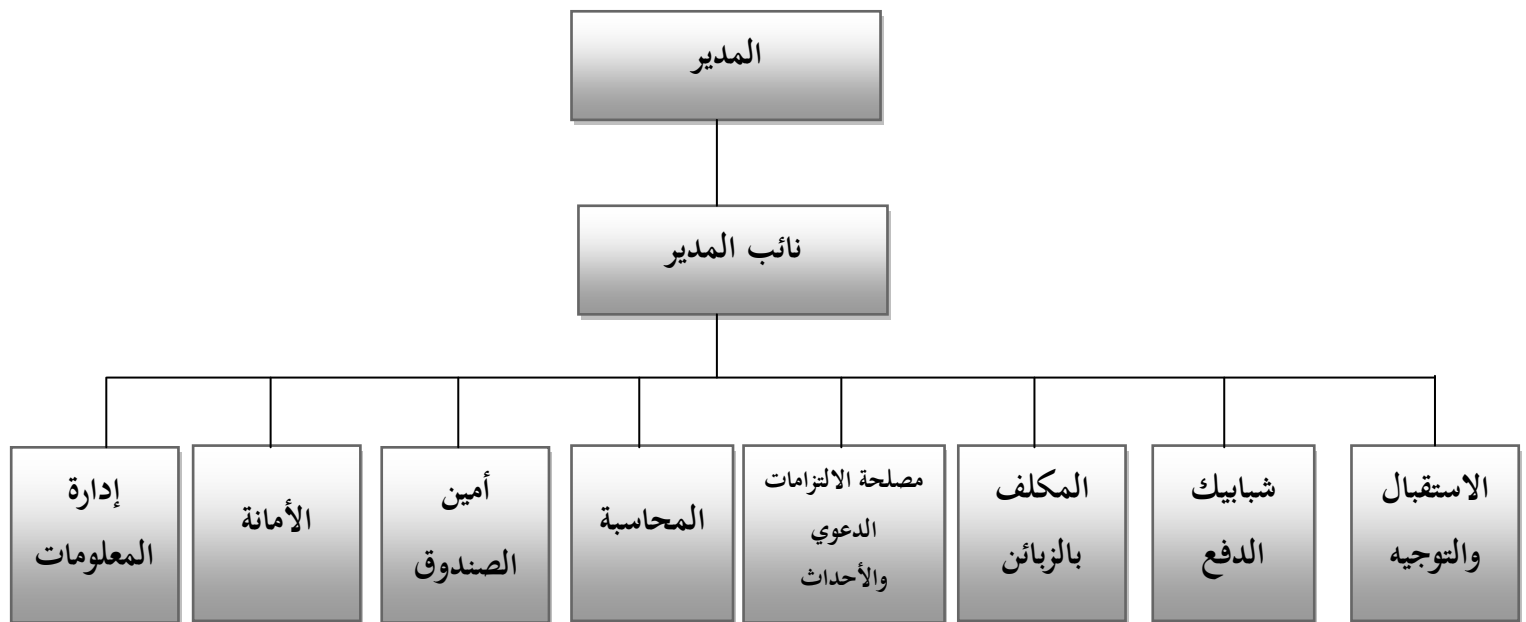 المدير
نائب المدير
الاستقبال
والتوجيه
شبابيك
الدفع
المكلف
بالزبائن
مصلحة الالتزامات
الدعوي
والأحداث
المحاسبة
أمين
الصندوق
الأمانة
إدارة
المعلومات